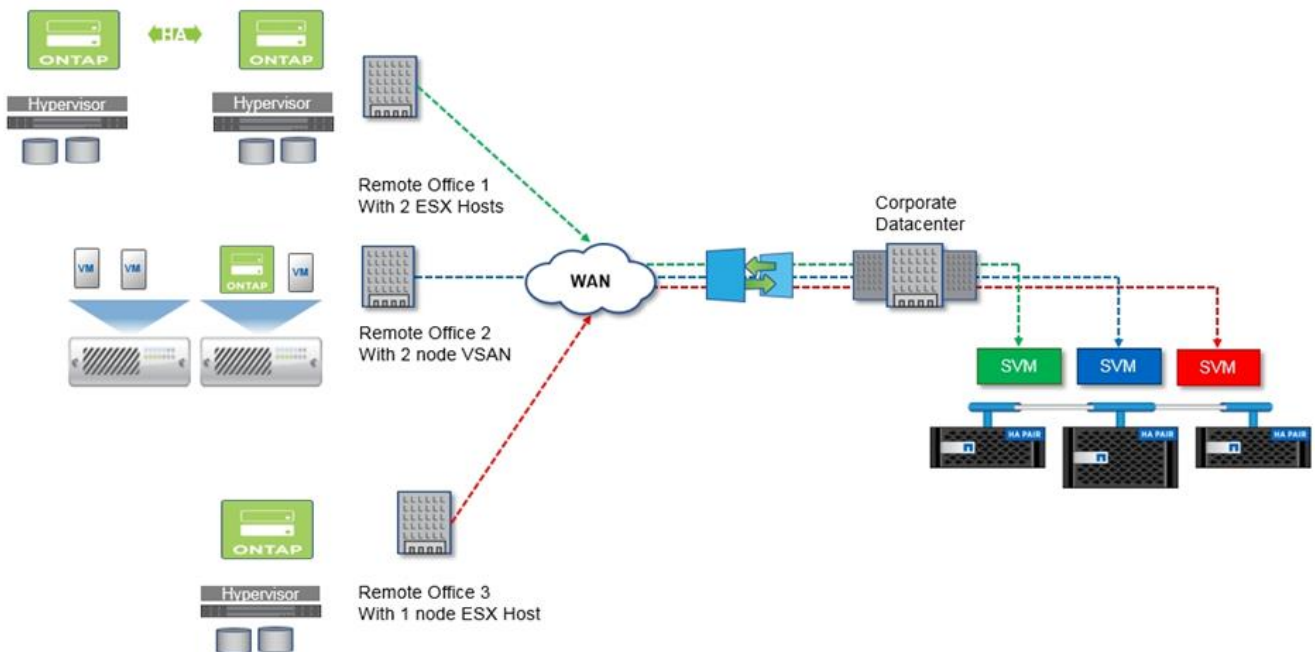 ONTAP
HA
ONTAP
Hypervisor
Hypervisor
Remote Office 1
With 2 ESX Hosts
VM
VM
ONTAP
VM
Remote Office 2
With 2 node VSAN
WAN
Corporate
Datacenter
SVM
SVM
SVM
HA PAIR
HA PAIR
HA PAIR
ONTAP
Hypervisor
Remote Office 3
With 1 node ESX Host